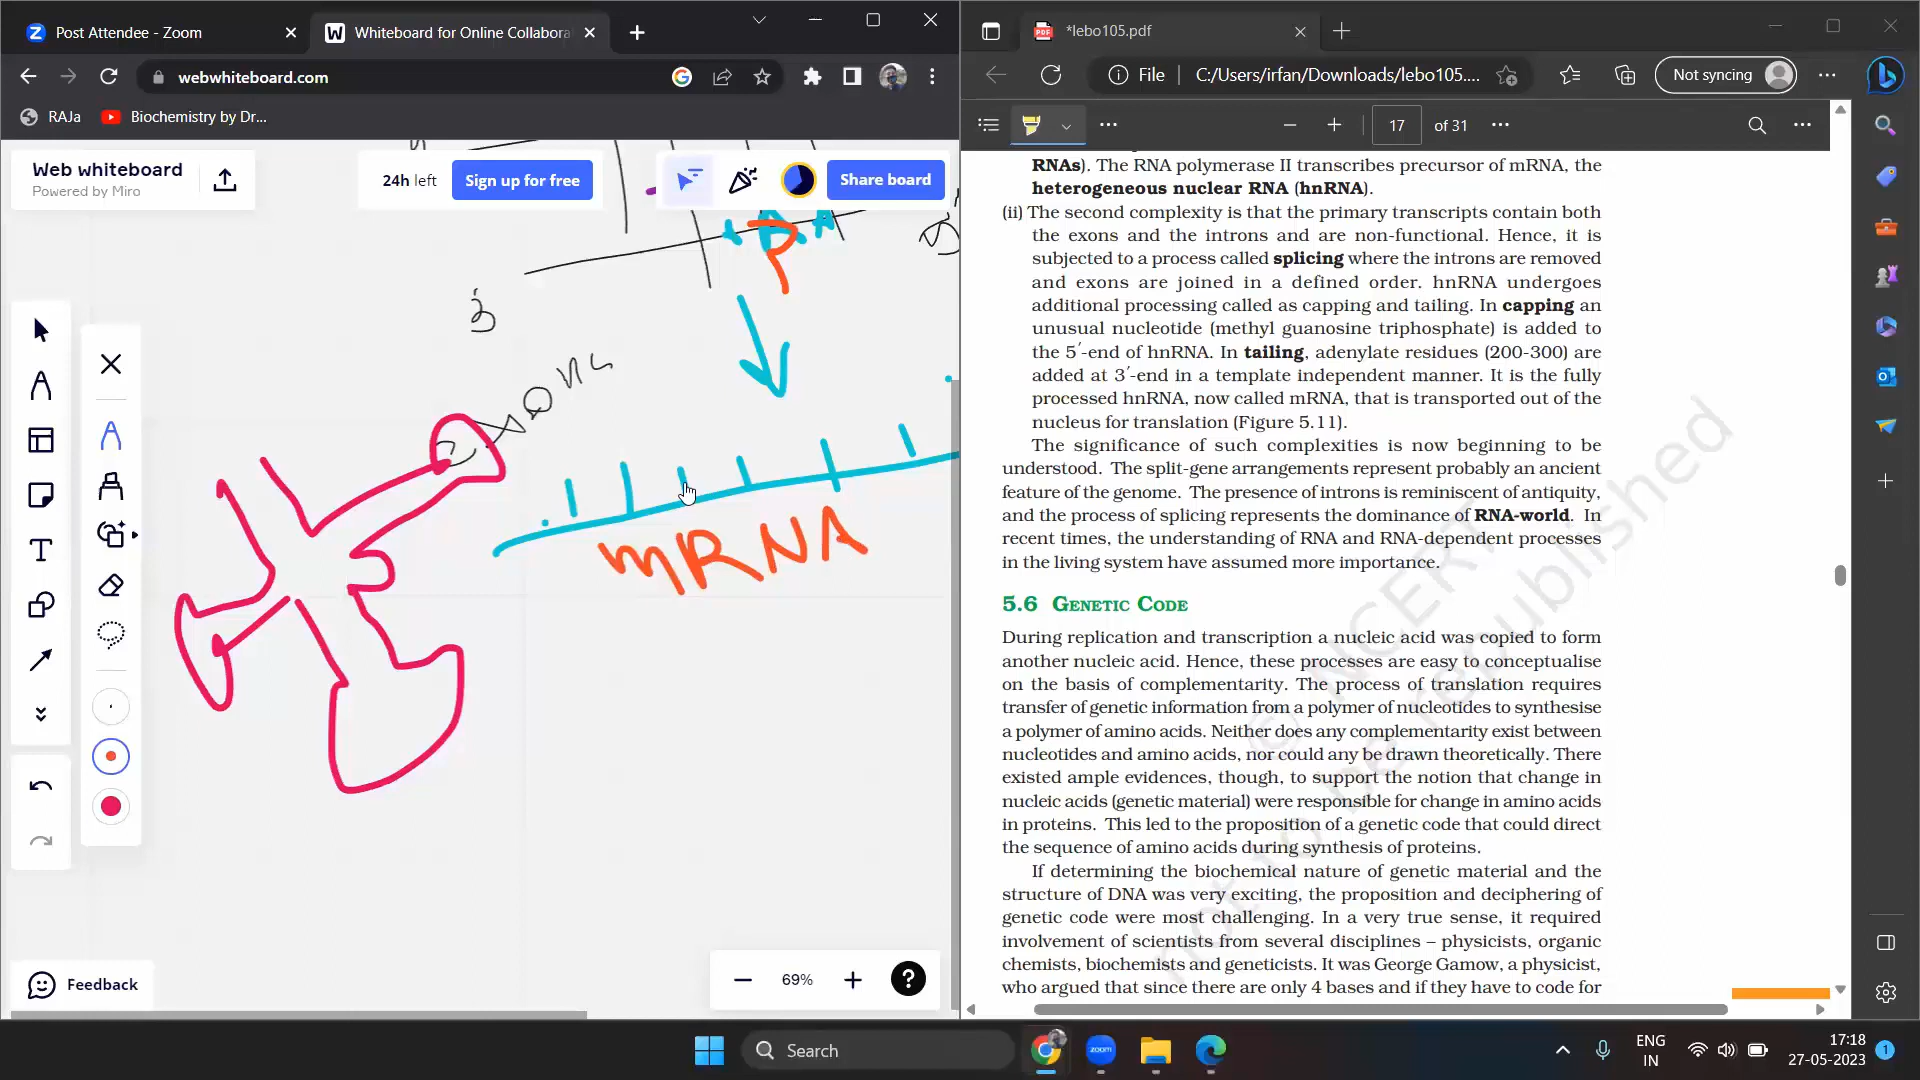 Post Attendee - Zoom
Whiteboard for Online Collabora
webwhiteboard.com
RAJa
Biochemistry by Dr...
Web whiteboard
Powered by Miro
24h left
Sign up for free
Share board
3
mRNA
69%
Feedback
*lebo105.pdf
File
C:/Users/irfan/Downloads/lebo105....
Not syncing
17
of 31
RNAs). The RNA polymerase II transcribes precursor of mRNA, the
heterogeneous nuclear RNA (hnRNA).
(ii) The second complexity is that the primary transcripts contain both
the exons and the introns and are non-functional. Hence, it is
subjected to a process called splicing where the introns are removed
and exons are joined in a defined order. hnRNA undergoes
additional processing called as capping and tailing. In capping an
unusual nucleotide (methyl guanosine triphosphate) is added to
the 5′-end of hnRNA. In tailing, adenylate residues (200-300) are
added at 3′-end in a template independent manner. It is the fully
processed hnRNA, now called mRNA, that is transported out of the
nucleus for translation (Figure 5.11).
The significance of such complexities is now beginning to be
understood. The split-gene arrangements represent probably an ancient
feature of the genome. The presence of introns is reminiscent of antiquity,
and the process of splicing represents the dominance of RNA-world. In
recent times, the understanding of RNA and RNA-dependent processes
in the living system have assumed more importance.
5.6 GENETIC CODE
During replication and transcription a nucleic acid was copied to form
another nucleic acid. Hence, these processes are easy to conceptualise
on the basis of complementarity. The process of translation requires
transfer of genetic information from a polymer of nucleotides to synthesise
a polymer of amino acids. Neither does any complementarity exist between
nucleotides and amino acids, nor could any be drawn theoretically. There
existed ample evidences, though, to support the notion that change in
nucleic acids (genetic material) were responsible for change in amino acids
in proteins. This led to the proposition of a genetic code that could direct
the sequence of amino acids during synthesis of proteins.
If determining the biochemical nature of genetic material and the
structure of DNA was very exciting, the proposition and deciphering of
genetic code were most challenging. In a very true sense, it required
involvement of scientists from several disciplines – physicists, organic
chemists, biochemists and geneticists. It was George Gamow, a physicist,
who argued that since there are only 4 bases and if they have to code for
© NCERT
not to be republished
Search
zoom
ENG
IN
17:18
27-05-2023
1